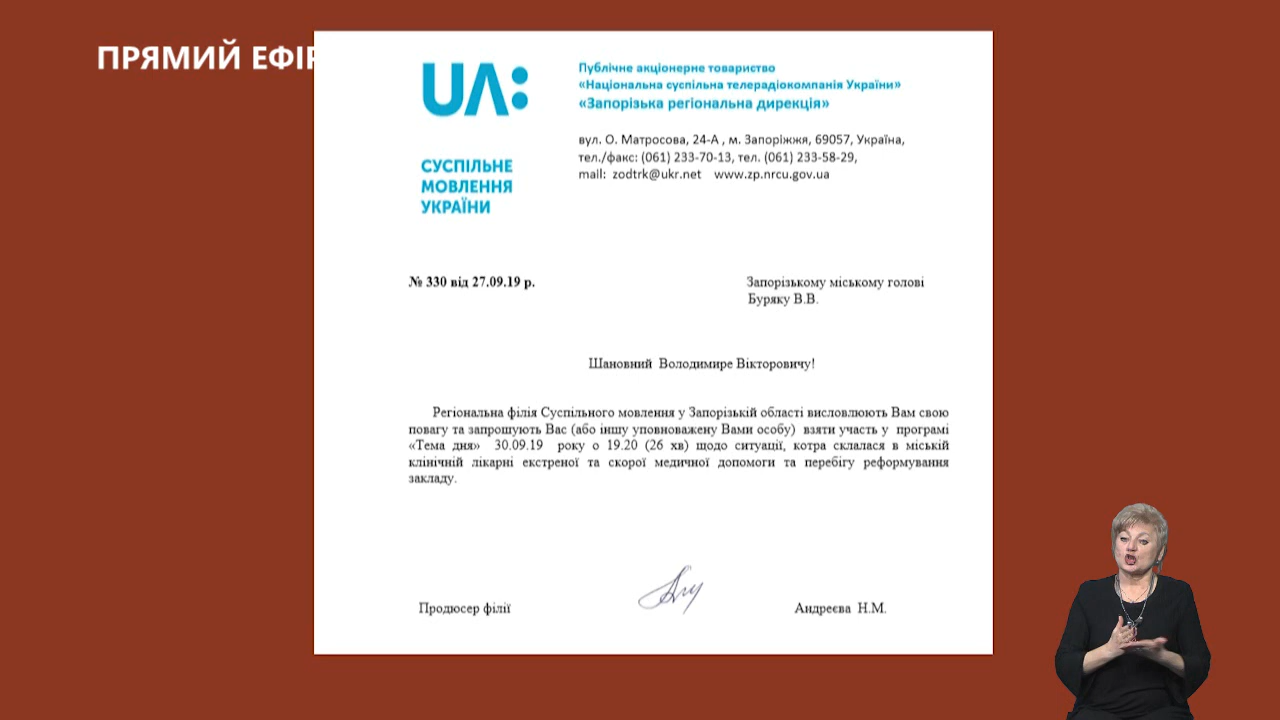 ПРЯМИЙ ЕФІР
UA:
СУСПІЛЬНЕ
МОВЛЕННЯ
УКРАЇНИ
Публічне акціонерне товариство
«Національна суспільна телерадіокомпанія України»
«Запорізька регіональна дирекція»
вул. О. Матросова, 24-А , м. Запоріжжя, 69057, Україна,
тел./факс: (061) 233-70-13, тел. (061) 233-58-29,
mail: zodtrk@ukr.net www.zp.nrcu.gov.ua
№ 330 від 27.09.19 р.
Запорізькому міському голові
Буряку В.В.
Шановний Володимире Вікторовичу!
Регіональна філія Суспільного мовлення у Запорізькій області висловлюють Вам свою
повагу та запрошують Вас (або іншу уповноважену Вами особу) взяти участь у програмі
«Тема дня» 30.09.19 року о 19.20 (26 хв) щодо ситуації, котра склалася в міській
клінічній лікарні екстреної та скорої медичної допомоги та перебігу реформування
закладу.
Продюсер філії
Андреєва Н.М.